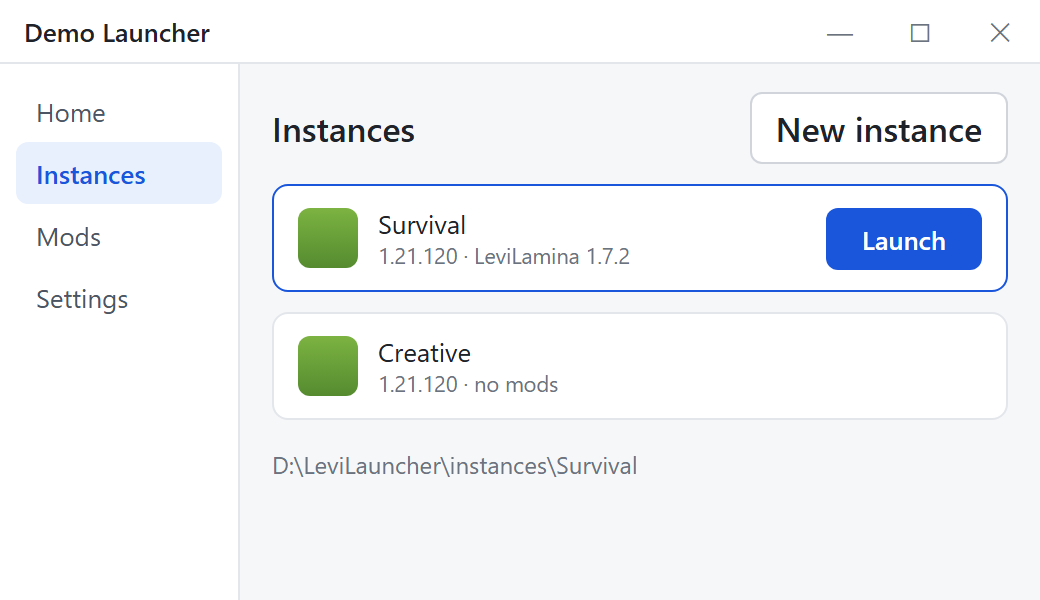 Demo Launcher
Home
Instances
Mods
Settings
Instances
New instance
Survival
1.21.120 · LeviLamina 1.7.2
Launch
Creative
1.21.120 · no mods
D:\LeviLauncher\instances\Survival